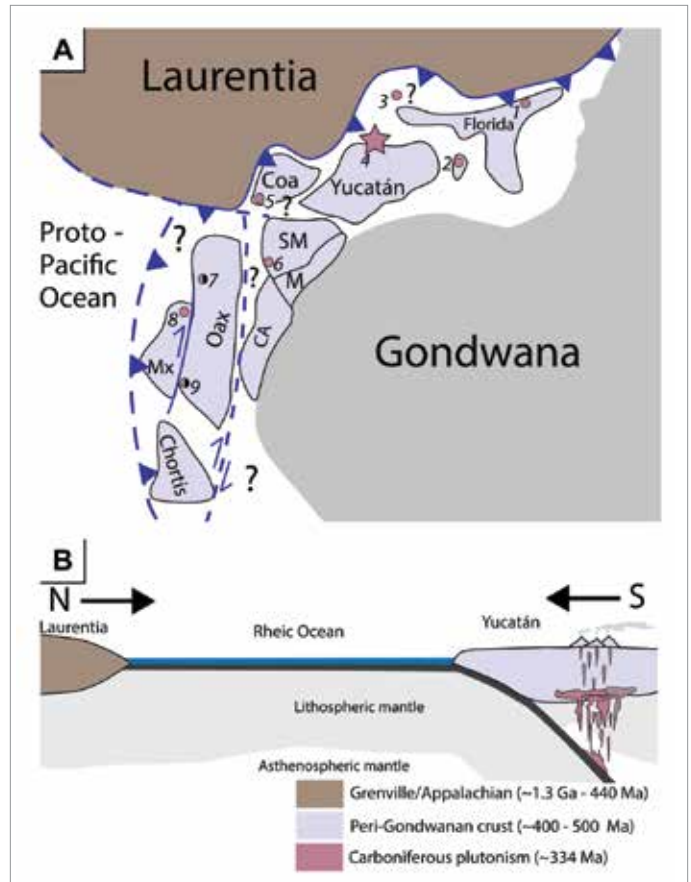 A
Laurentia
3 ?
1
Florida
4
2
Coa
Yucatán
5
?
Proto -
Pacific
Ocean
?
SM
?
6
M
7
8
Oax
CA
Gondwana
Mx
9
Chortis
?
B
N
S
Laurentia
Rheic Ocean
Yucatán
Lithospheric mantle
Asthenospheric mantle
Grenville/Appalachian (~1.3 Ga - 440 Ma)
Peri-Gondwanan crust (~400 - 500 Ma)
Carboniferous plutonism (~334 Ma)